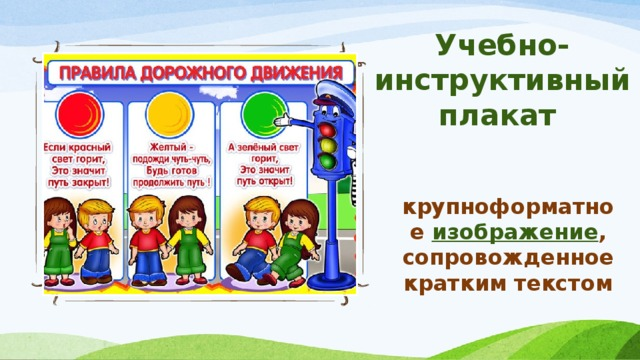 Учебно-
инструктивный
плакат
ПРАВИЛА ДОРОЖНОГО ДВИЖЕНИЯ
Если красный
свет горит,
Это значит
путь закрыт!
Желтый –
подожди чуть-чуть,
Будь готов
продолжить путь !
А зелёный свет
горит,
Это значит
путь открыт!
крупноформатно
е изображение,
сопровожденное
кратким текстом